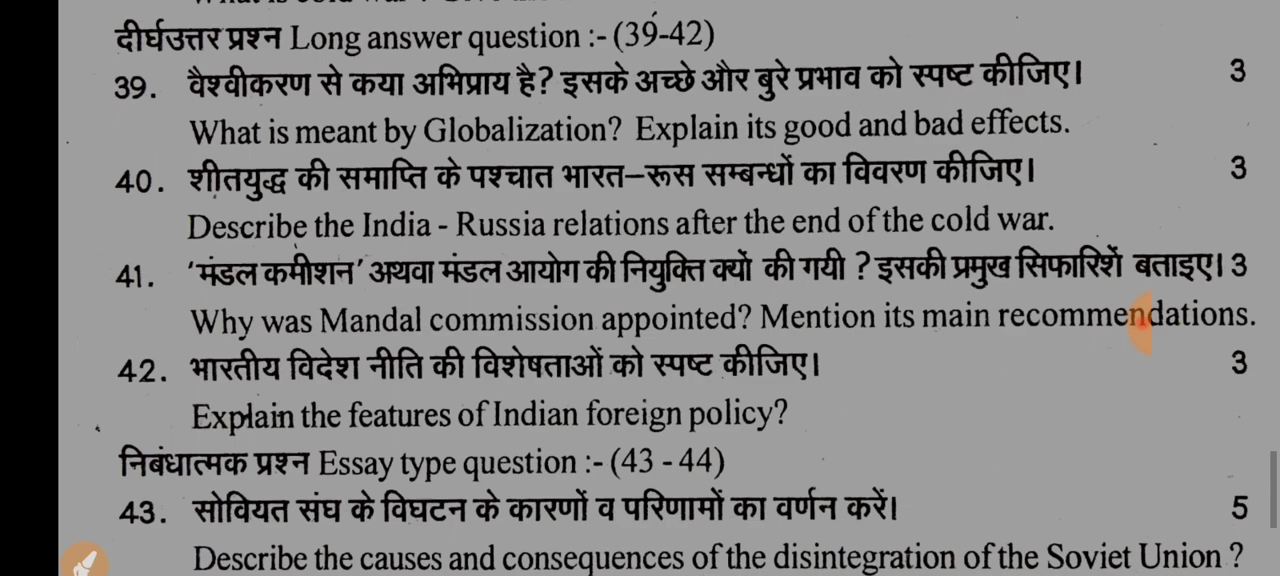 दीर्घउत्तर प्रश्न Long answer question :- (39-42)
39. वैश्वीकरण से कया अभिप्राय है? इसके अच्छे और बुरे प्रभाव को स्पष्ट कीजिए। 3
What is meant by Globalization? Explain its good and bad effects.
40. शीतयुद्ध की समाप्ति के पश्चात भारत–रूस सम्बन्धों का विवरण कीजिए। 3
Describe the India - Russia relations after the end of the cold war.
41. 'मंडल कमीशन' अथवा मंडल आयोग की नियुक्ति क्यों की गयी ? इसकी प्रमुख सिफारिशें बताइए। 3
Why was Mandal commission appointed? Mention its main recommendations.
42. भारतीय विदेश नीति की विशेषताओं को स्पष्ट कीजिए। 3
Explain the features of Indian foreign policy?
निबंधात्मक प्रश्न Essay type question :- (43 - 44)
43. सोवियत संघ के विघटन के कारणों व परिणामों का वर्णन करें। 5
Describe the causes and consequences of the disintegration of the Soviet Union ?